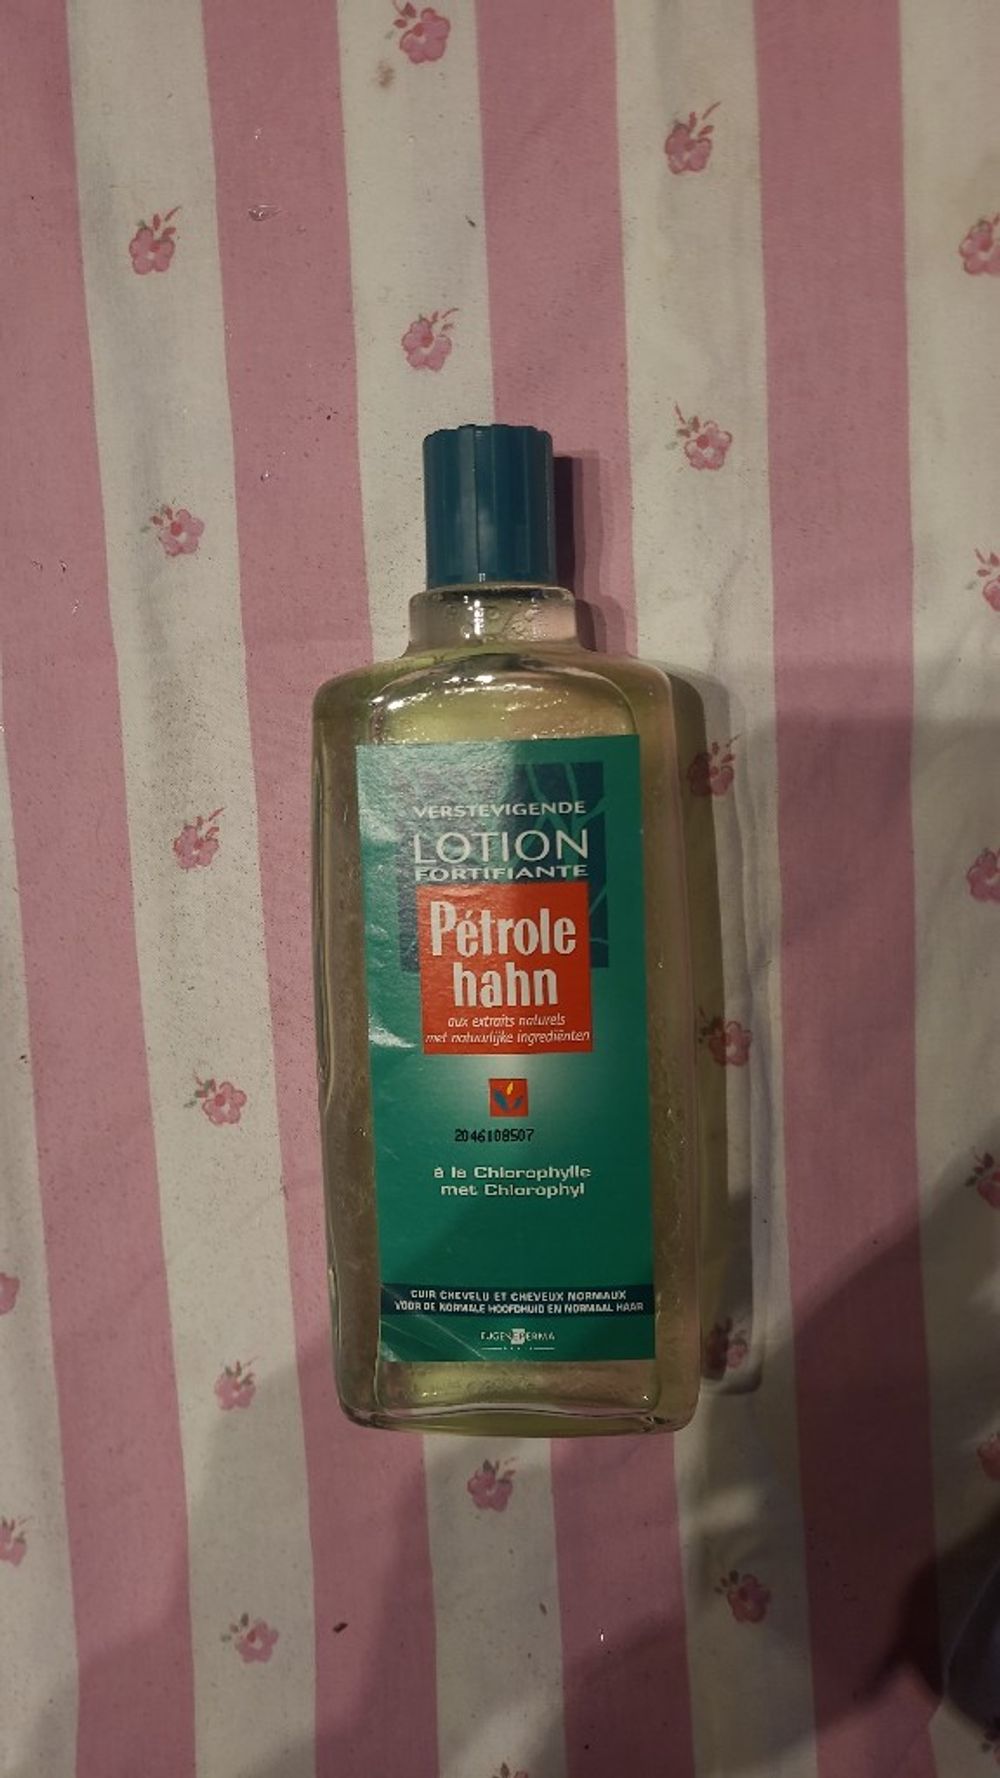 VERSTEVIGENDE
LOTION
FORTIFIANTE
Pétrole
hahn
aux extraits naturels
met natuurlijke ingrediënten
2046108507
à la Chlorophylle
met Chlorophyl
CUIR CHEVELU ET CHEVEUX NORMAUX
VOOR DE NORMALE HOOFDHUID EN NORMAAL HAAR
EUGENEPERMA